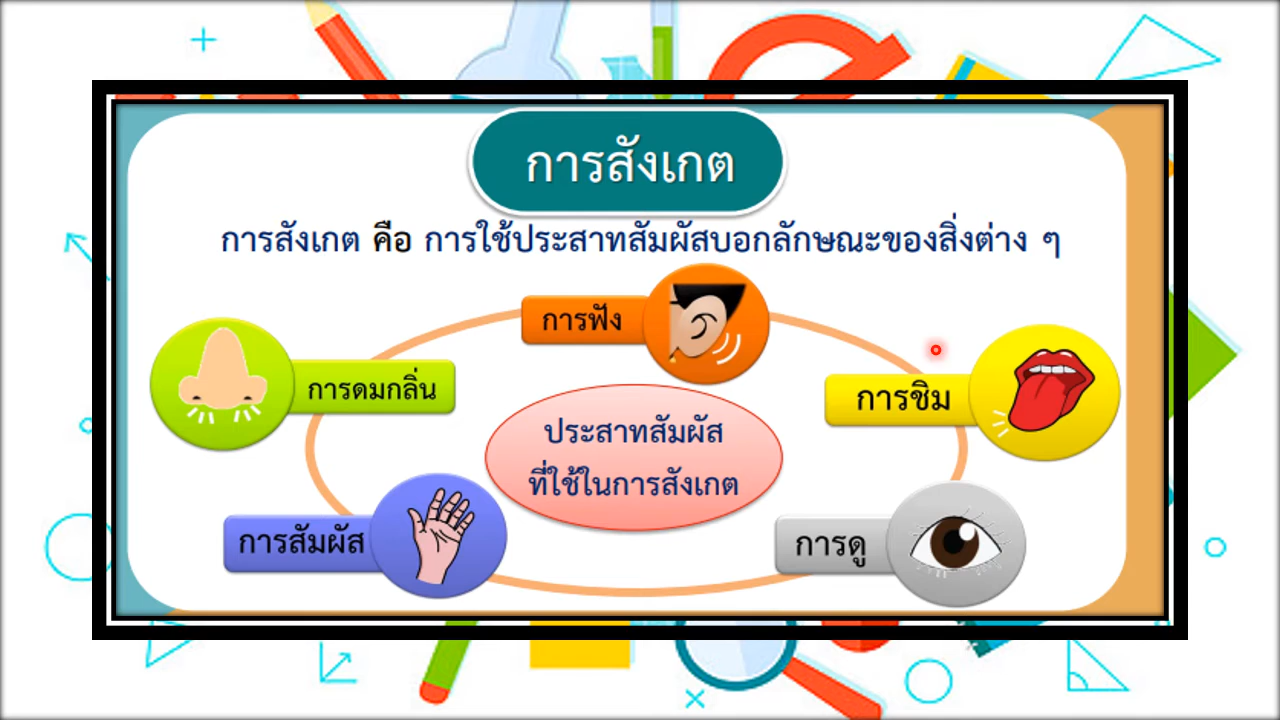 การสังเกต
การสังเกต คือ การใช้ประสาทสัมผัสบอกลักษณะของสิ่งต่าง ๆ
การฟัง
การดมกลิ่น
การชิม
ประสาทสัมผัส
ที่ใช้ในการสังเกต
การสัมผัส
การดู